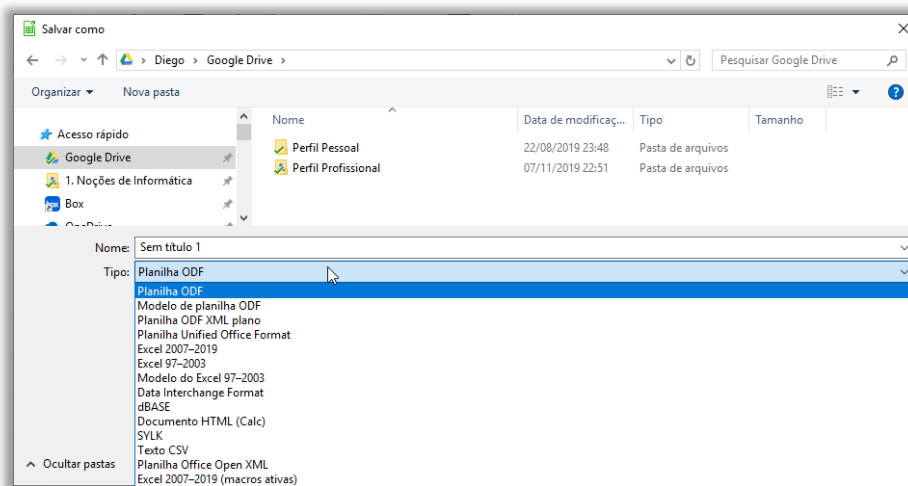 Salvar como
Diego > Google Drive >
Pesquisar Google Drive
Organizar
Nova pasta
?
Nome
Data de modificaç...
Tipo
Tamanho
Acesso rápido
Google Drive
1. Noções de Informática
Box
OneDrive
Perfil Pessoal 22/08/2019 23:48 Pasta de arquivos
Perfil Profissional 07/11/2019 22:51 Pasta de arquivos
Nome: Sem título 1
Tipo: Planilha ODF
Planilha ODF
Modelo de planilha ODF
Planilha ODF XML plano
Planilha Unified Office Format
Excel 2007–2019
Excel 97–2003
Modelo do Excel 97–2003
Data Interchange Format
dBASE
Documento HTML (Calc)
SYLK
Texto CSV
Planilha Office Open XML
Excel 2007–2019 (macros ativas)
Ocultar pastas